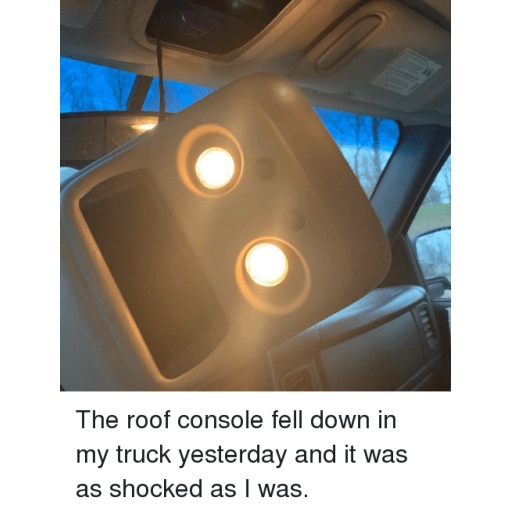 The roof console fell down in
my truck yesterday and it was
as shocked as I was.